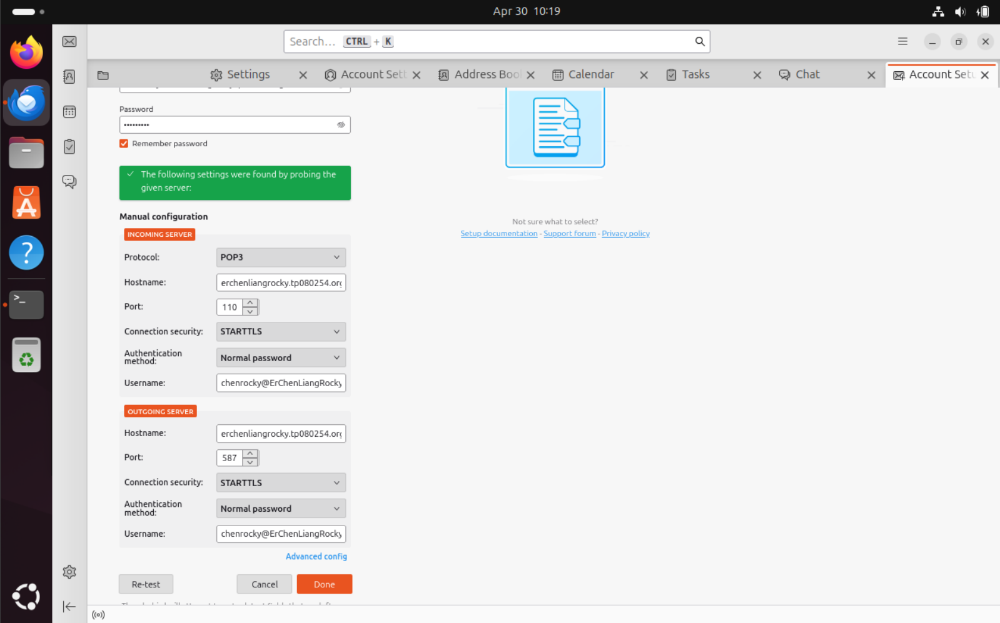 Apr 30 10:19
Search… CTRL + K
Settings
Account Sett
Address Bool
Calendar
Tasks
Chat
Account Setu
Password
•••••••••
Remember password
The following settings were found by probing the
given server:
Manual configuration
INCOMING SERVER
Protocol: POP3
Hostname: erchenliangrocky.tp080254.org
Port: 110
Connection security: STARTTLS
Authentication
method: Normal password
Username: chenrocky@ErChenLiangRocky
OUTGOING SERVER
Hostname: erchenliangrocky.tp080254.org
Port: 587
Connection security: STARTTLS
Authentication
method: Normal password
Username: chenrocky@ErChenLiangRocky
Advanced config
Re-test Cancel Done
Not sure what to select?
Setup documentation - Support forum - Privacy policy